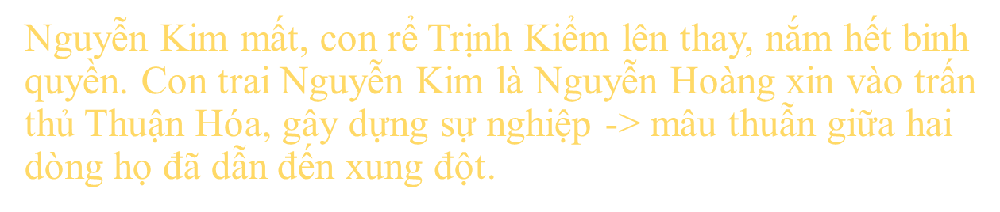 Nguyễn Kim mất, con rể Trịnh Kiểm lên thay, nắm hết binh
quyền. Con trai Nguyễn Kim là Nguyễn Hoàng xin vào trấn
thủ Thuận Hóa, gây dựng sự nghiệp -> mâu thuẫn giữa hai
dòng họ đã dẫn đến xung đột.